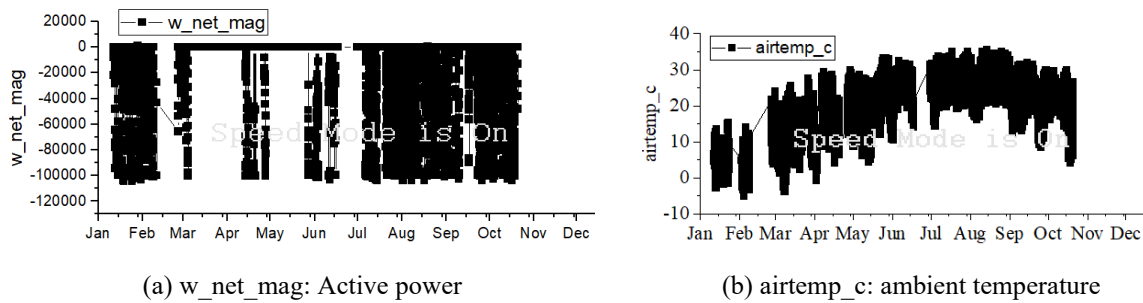 w_net_mag
20000
0
-20000
-40000
-60000
-80000
-100000
-120000
w_net_mag
Speed Mode is On
Jan Feb Mar Apr May Jun Jul Aug Sep Oct Dec
(a) w_net_mag: Active power
airtemp_c
40
30
20
10
0
-10
airtemp_c
Speed Mode is On
Jan Feb Mar Apr May Jun Jul Aug Sep Oct Nov Dec
(b) airtemp_c: ambient temperature